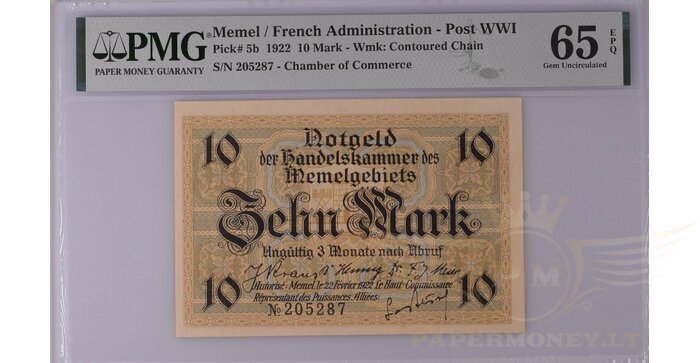 PMG
PAPER MONEY GUARANTY
Memel / French Administration - Post WWI
Pick# 5b 1922 10 Mark - Wmk: Contoured Chain
S/N 205287 - Chamber of Commerce
65 EPQ
Gem Uncirculated
10 10
Notgeld
der Handelskammer des
Memelgebiets
Zehn Mark
Ungültig 3 Monate nach Abruf
Autorisé: Memel, le 22 Février 1922. Le Haut-Commissaire
Représentant des Puissances Alliées:
10 10
No 205287
PM
PAPERMONEY.LT